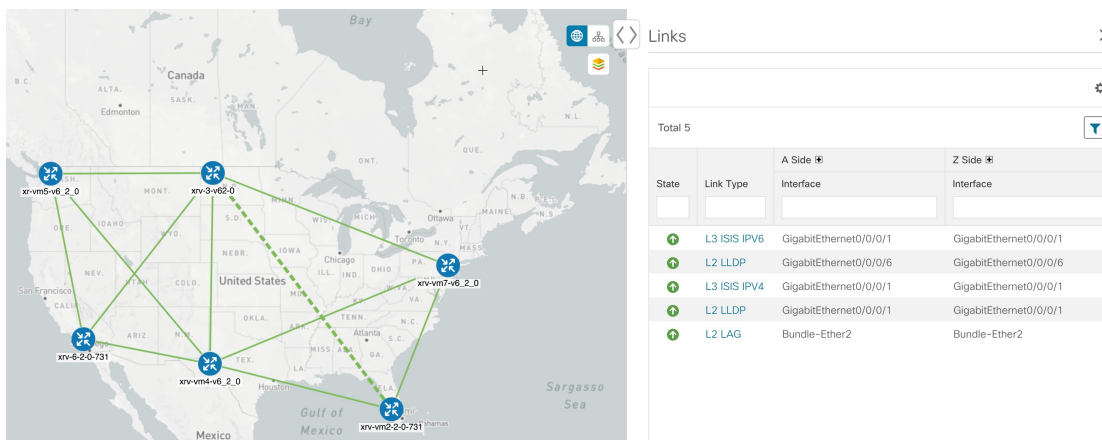 Bay
Links
B.C.
ALTA.
Canada
SASK.
MAN.
Edmonton
N.L.
Total 5
ONT.
QUE.
A Side
Z Side
State
Link Type
Interface
Interface
xr-vm5-v6_2_0
xrv-3-v62-0
MONT.
MINN.
N.B.
ORE.
IDAHO
WYO.
S.D.
WIS.
MICH.
Ottawa
VT.
MAINE
N.S.
Toronto
N.Y.
MASS
L3 ISIS IPV6
GigabitEthernet0/0/0/1
GigabitEthernet0/0/0/1
NEBR.
IOWA
Chicago
PA.
L2 LLDP
GigabitEthernet0/0/0/6
GigabitEthernet0/0/0/6
NEV.
UTAH
COLO.
United States
ILL.
IND.
OHIO
xrv-vm7-v6_2_0
L3 ISIS IPV4
GigabitEthernet0/0/0/1
GigabitEthernet0/0/0/1
San Francisco
CALIF
KY.
VA.
L2 LLDP
GigabitEthernet0/0/0/1
GigabitEthernet0/0/0/1
OKLA.
ARK.
TENN.
N.C.
L2 LAG
Bundle-Ether2
Bundle-Ether2
ARIZ.
N.M.
Atlanta
S.C.
MISS.
ALA.
GA.
xrv-6-2-0-731
xrv-vm4-v6_2_0
TEX.
LA.
Houston
Sargasso
Sea
Gulf of
Mexico
xrv-vm2-2-0-731
Mexico